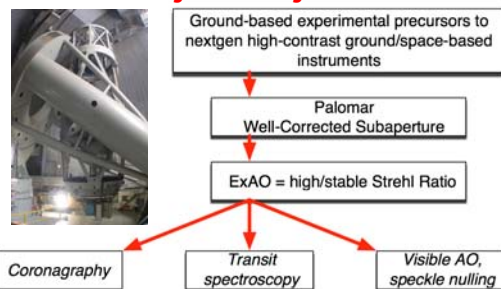 Ground-based experimental precursors to
nextgen high-contrast ground/space-based
instruments
Palomar
Well-Corrected Subaperture
ExAO = high/stable Strehl Ratio
Coronagraphy
Transit
spectroscopy
Visible AO,
speckle nulling